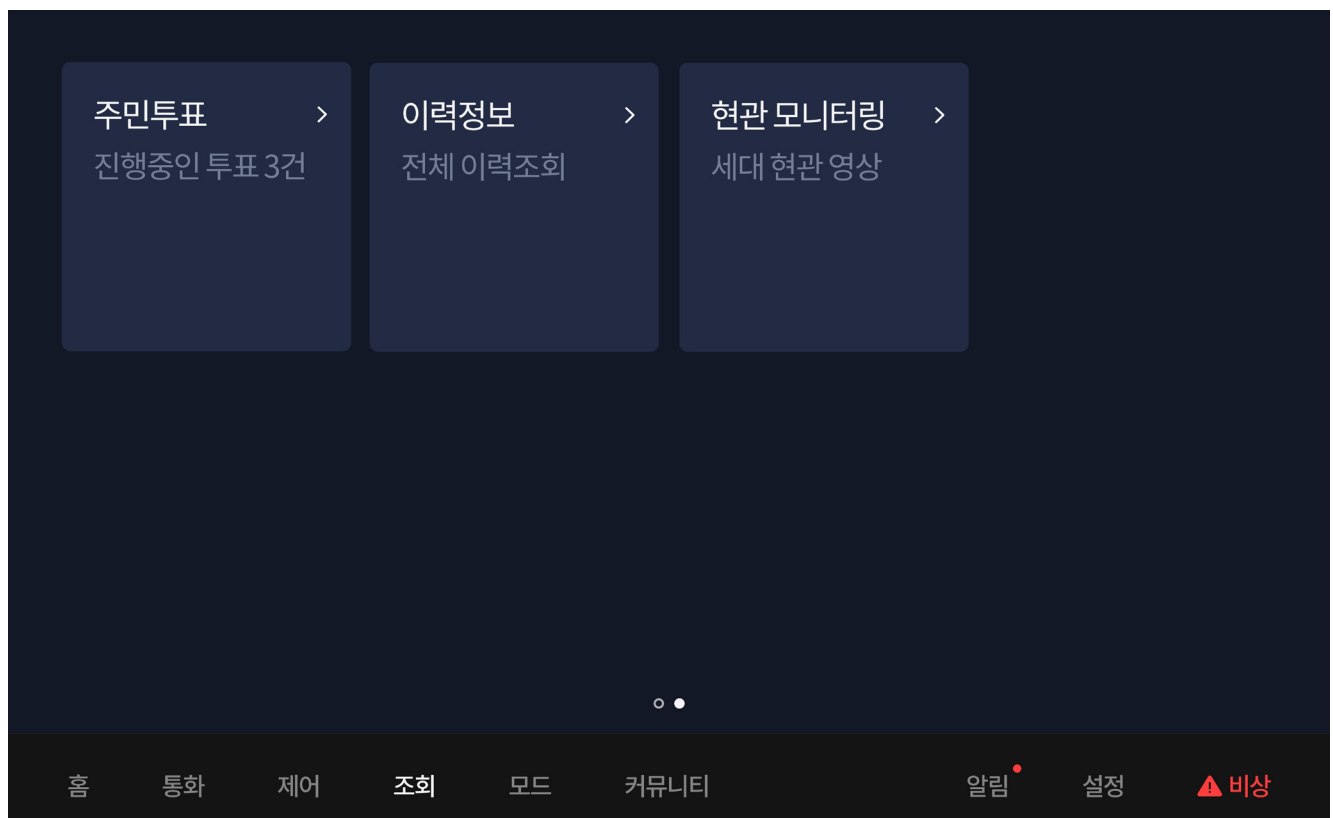 주민투표
진행중인 투표 3건
이력정보
전체 이력조회
현관 모니터링
세대 현관 영상
홈 통화 제어 조회 모드 커뮤니티 알림 설정 비상